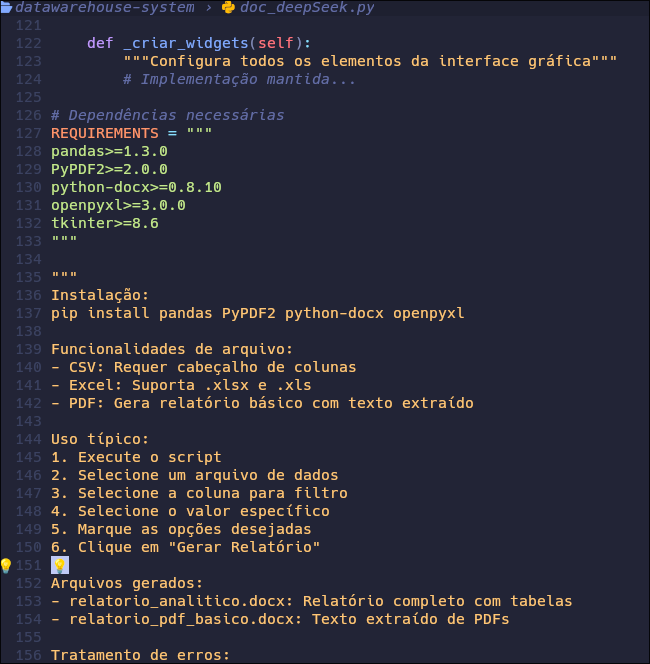 datawarehouse-system › doc_deepSeek.py
121
122 def _criar_widgets(self):
123 """Configura todos os elementos da interface gráfica"""
124 # Implementação mantida...
125
126 # Dependências necessárias
127 REQUIREMENTS = """
128 pandas>=1.3.0
129 PyPDF2>=2.0.0
130 python-docx>=0.8.10
131 openpyxl>=3.0.0
132 tkinter>=8.6
133 """
134
135 """
136 Instalação:
137 pip install pandas PyPDF2 python-docx openpyxl
138
139 Funcionalidades de arquivo:
140 - CSV: Requer cabeçalho de colunas
141 - Excel: Suporta .xlsx e .xls
142 - PDF: Gera relatório básico com texto extraído
143
144 Uso típico:
145 1. Execute o script
146 2. Selecione um arquivo de dados
147 3. Selecione a coluna para filtro
148 4. Selecione o valor específico
149 5. Marque as opções desejadas
150 6. Clique em "Gerar Relatório"
151
152 Arquivos gerados:
153 - relatorio_analitico.docx: Relatório completo com tabelas
154 - relatorio_pdf_basico.docx: Texto extraído de PDFs
155
156 Tratamento de erros: